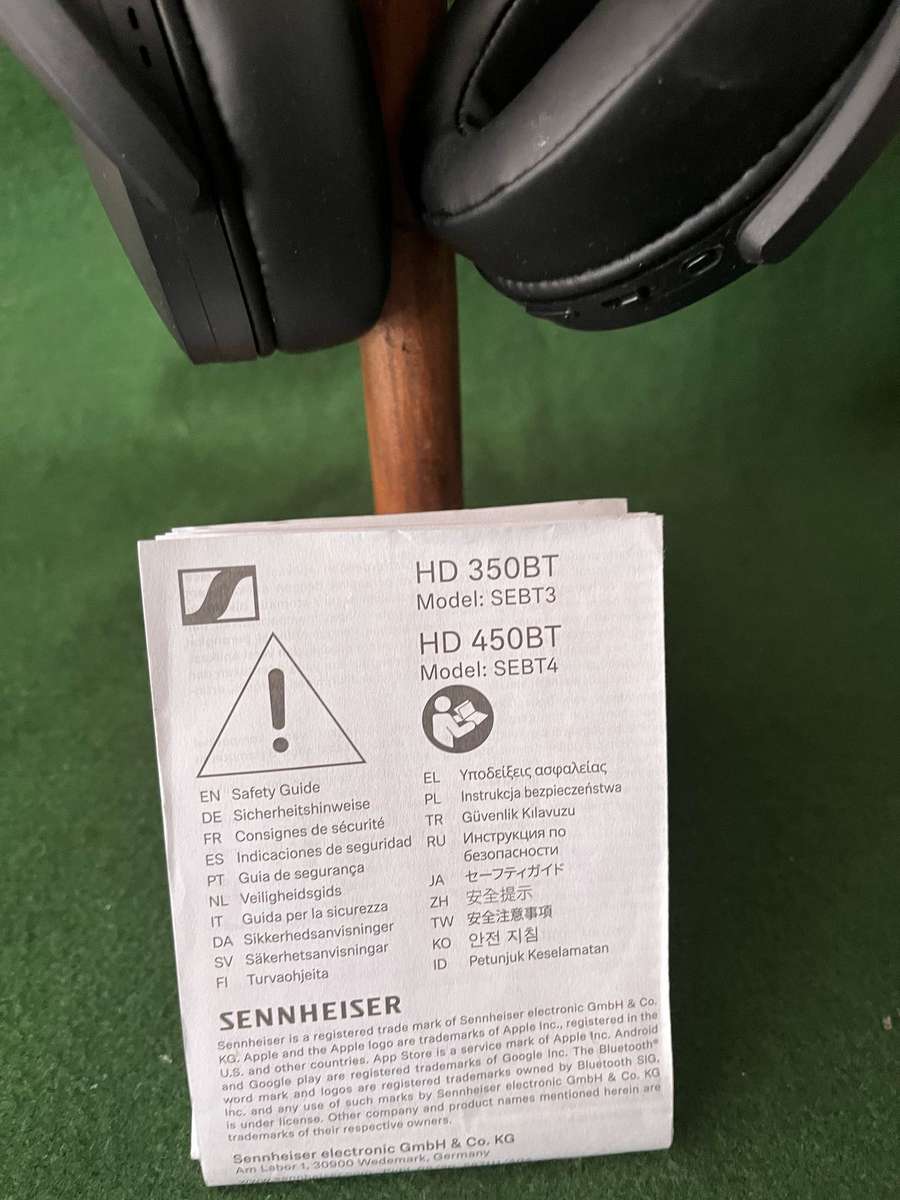 HD 350BT
Model: SEBT3
HD 450BT
Model: SEBT4
EN Safety Guide
DE Sicherheitshinweise
FR Consignes de sécurité
ES Indicaciones de seguridad
PT Guia de segurança
NL Veiligheidsgids
IT Guida per la sicurezza
DA Sikkerhedsanvisninger
SV Säkerhetsanvisningar
FI Turvaohjeita
EL Υποδείξεις ασφαλείας
PL Instrukcja bezpieczeństwa
TR Güvenlik Kılavuzu
RU Инструкция по
безопасности
JA セーフティガイド
ZH 安全提示
TW 安全注意事項
KO 안전 지침
ID Petunjuk Keselamatan
SENNHEISER
Sennheiser is a registered trade mark of Sennheiser electronic GmbH & Co.
KG. Apple and the Apple logo are trademarks of Apple Inc., registered in the
U.S. and other countries. App Store is a service mark of Apple Inc. Android
and Google play are registered trademarks of Google Inc. The Bluetooth®
word mark and logos are registered trademarks owned by Bluetooth SIG,
Inc. and any use of such marks by Sennheiser electronic GmbH & Co. KG
is under license. Other company and product names mentioned herein are
trademarks of their respective owners.
Sennheiser electronic GmbH & Co. KG
Am Labor 1, 30900 Wedemark, Germany